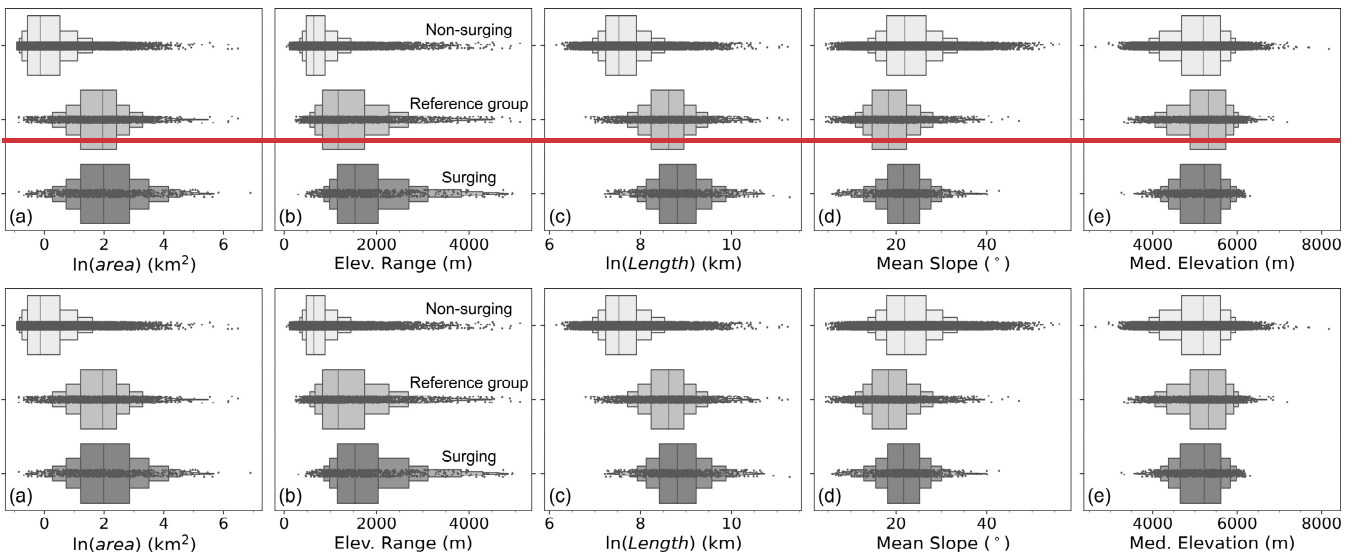 Non-surging
Reference group
Surging
(a) (b) (c) (d) (e)
0 2 4 6 0 2000 4000 6 8 10 20 40 4000 6000 8000
ln(area) (km²) Elev. Range (m) ln(Length) (km) Mean Slope (°) Med. Elevation (m)
Non-surging
Reference group
Surging
(a) (b) (c) (d) (e)
0 2 4 6 0 2000 4000 6 8 10 20 40 4000 6000 8000
ln(area) (km²) Elev. Range (m) ln(Length) (km) Mean Slope (°) Med. Elevation (m)